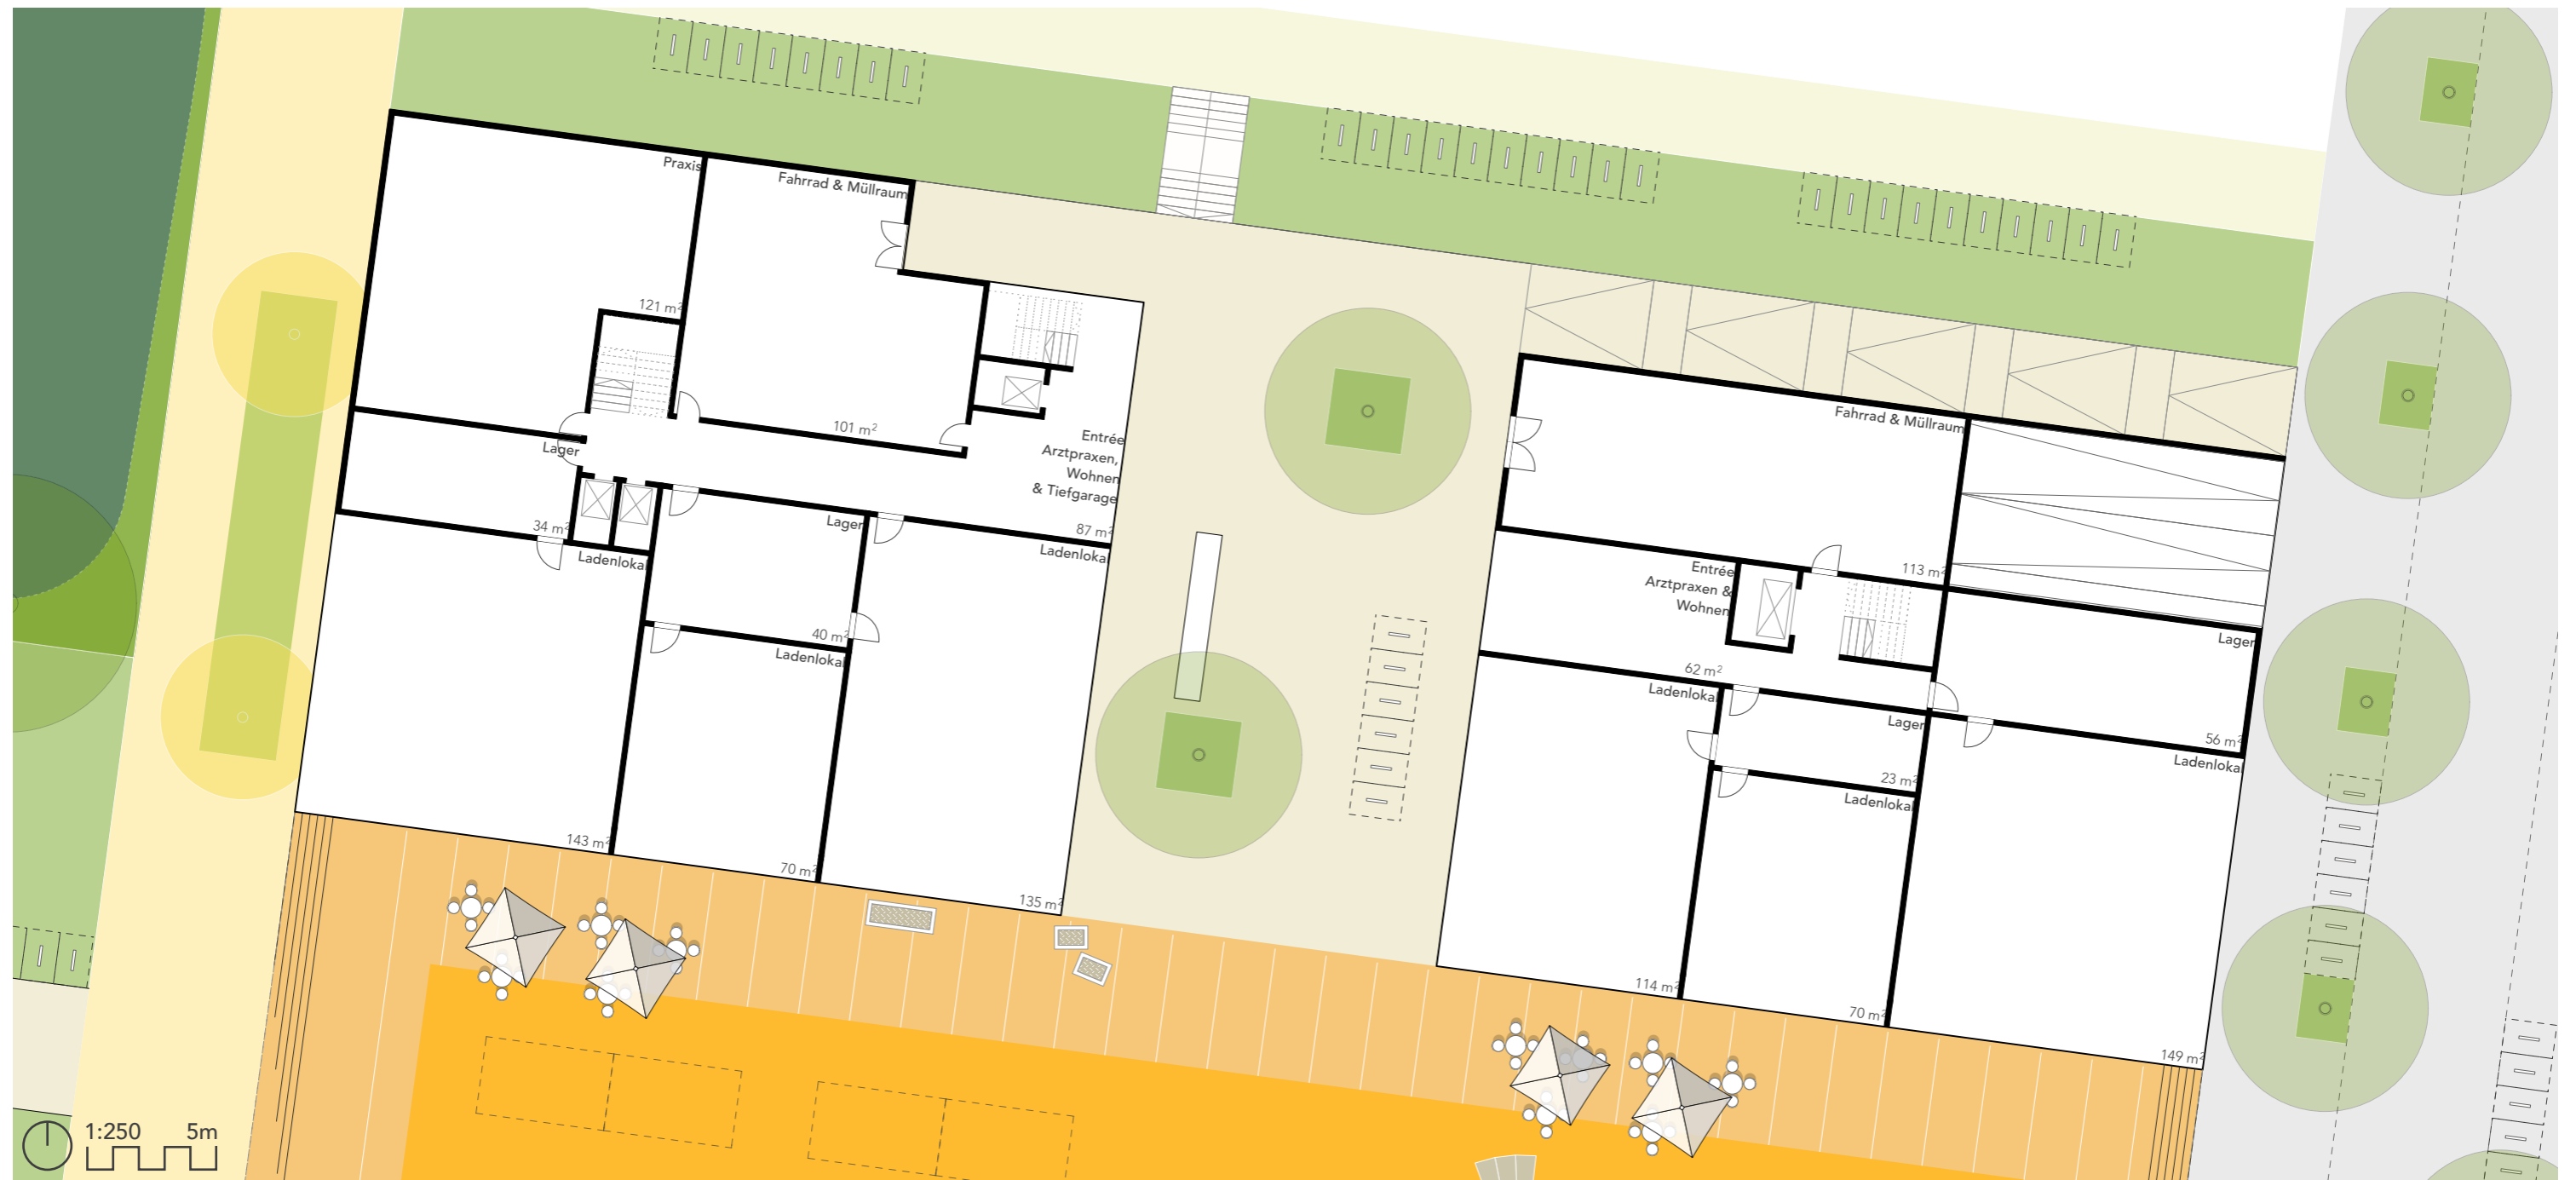 Praxis
121 m²
Fahrrad & Müllraum
101 m²
Entrée
Arztpraxen,
Wohnen
& Tiefgarage
87 m²
Lager
34 m²
Ladenlokal
143 m²
Lager
40 m²
Ladenlokal
70 m²
Ladenlokal
135 m²
Fahrrad & Müllraum
113 m²
Entrée
Arztpraxen &
Wohnen
62 m²
Lager
56 m²
Ladenlokal
114 m²
Lager
23 m²
Ladenlokal
70 m²
Ladenlokal
149 m²
1:250 5m